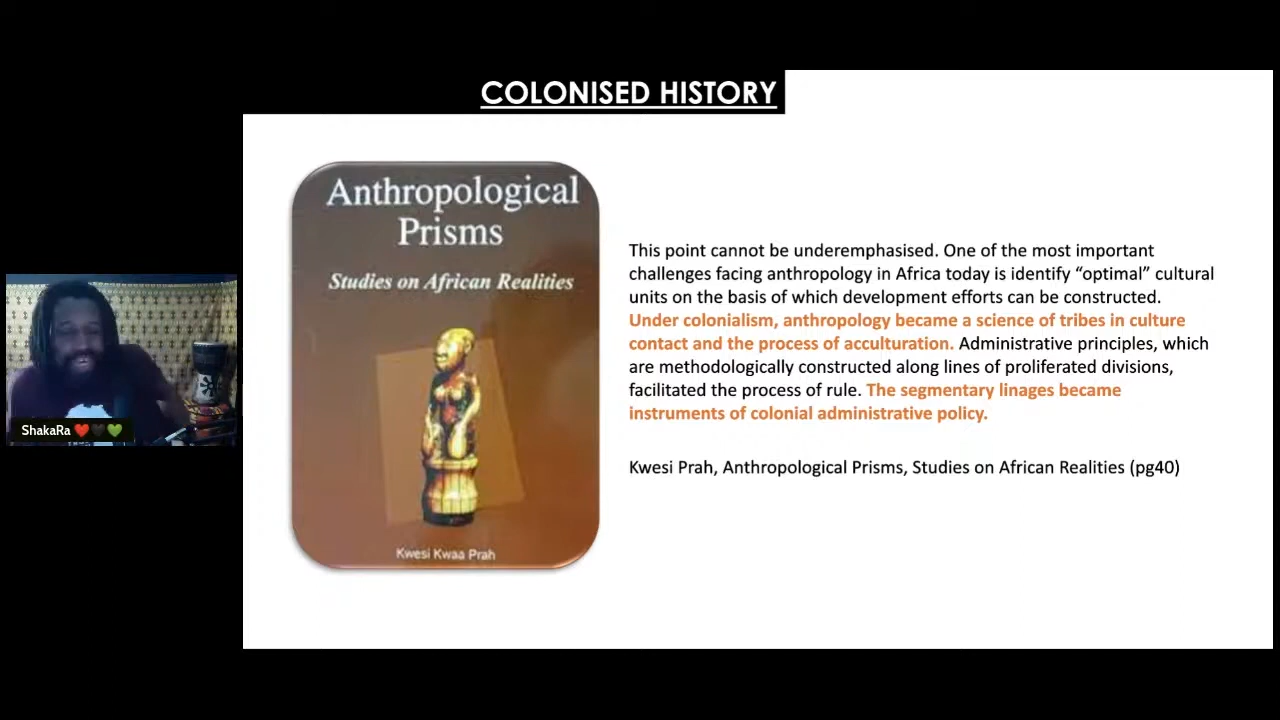 COLONISED HISTORY
Anthropological
Prisms
Studies on African Realities
Kwesi Kwaa Prah
This point cannot be underemphasised. One of the most important
challenges facing anthropology in Africa today is identify “optimal” cultural
units on the basis of which development efforts can be constructed.
Under colonialism, anthropology became a science of tribes in culture
contact and the process of acculturation. Administrative principles, which
are methodologically constructed along lines of proliferated divisions,
facilitated the process of rule. The segmentary linages became
instruments of colonial administrative policy.
Kwesi Prah, Anthropological Prisms, Studies on African Realities (pg40)
ShakaRa ❤️🖤💚